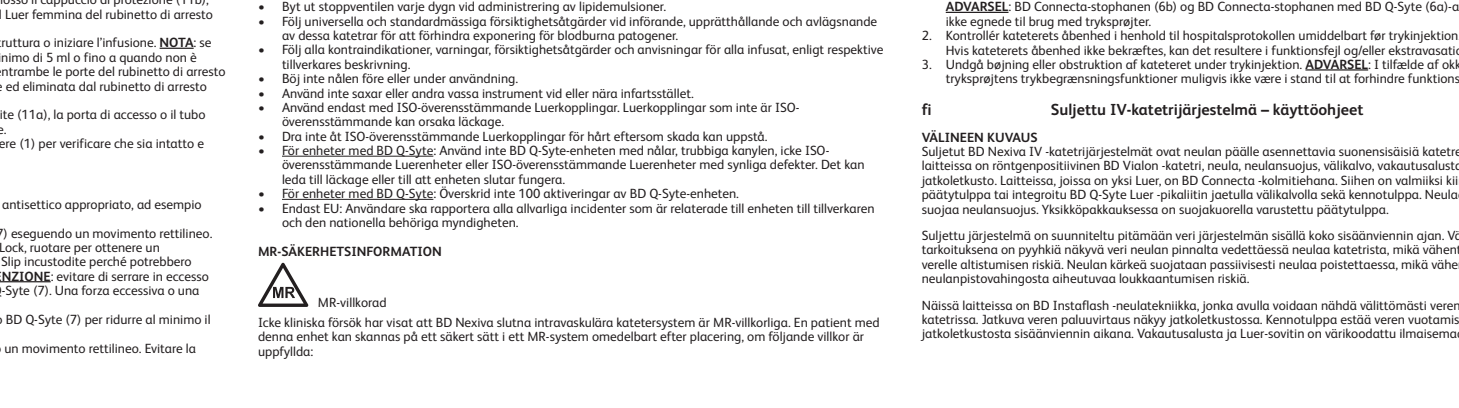 nosso il cappuccio di protezione (11b),
l Luer femmina del rubinetto di arresto
truttura o iniziare l'infusione. NOTA: se
inimo di 5 ml o fino a quando non è
entrambe le porte del rubinetto di arresto
e ed eliminata dal rubinetto di arresto
ite (11a), la porta di accesso o il tubo
e.
ere (1) per verificare che sia intatto e
antisettico appropriato, ad esempio
7) eseguendo un movimento rettilineo.
Lock, ruotare per ottenere un
Slip incustodite perché potrebbero
ENZIONE: evitare di serrare in eccesso
Q-Syte (7). Una forza eccessiva o una
o BD Q-Syte (7) per ridurre al minimo il
o un movimento rettilineo. Evitare la
• Byt ut stoppventilen varje dygn vid administrering av lipidemulsioner.
• Följ universella och standardmässiga försiktighetsåtgärder vid införande, upprätthållande och avlägsnande
av dessa katetrar för att förhindra exponering för blodburna patogener.
• Följ alla kontraindikationer, varningar, försiktighetsåtgärder och anvisningar för alla infusat, enligt respektive
tillverkares beskrivning.
• Böj inte nålen före eller under användning.
• Använd inte saxar eller andra vassa instrument vid eller nära infartsstället.
• Använd endast med ISO-överensstämmande Luerkopplingar. Luerkopplingar som inte är ISO-
överensstämmande kan orsaka läckage.
• Dra inte åt ISO-överensstämmande Luerkopplingar för hårt eftersom skada kan uppstå.
• För enheter med BD Q-Syte: Använd inte BD Q-Syte-enheten med nålar, trubbiga kanylen, icke ISO-
överensstämmande Luerenheter eller ISO-överensstämmande Luerenheter med synliga defekter. Det kan
leda till läckage eller till att enheten slutar fungera.
• För enheter med BD Q-Syte: Överskrid inte 100 aktiveringar av BD Q-Syte-enheten.
• Endast EU: Användare ska rapportera alla allvarliga incidenter som är relaterade till enheten till tillverkaren
och den nationella behöriga myndigheten.
MR-SÄKERHETSINFORMATION
MR
MR-villkorad
Icke kliniska försök har visat att BD Nexiva slutna intravaskulära katetersystem är MR-villkorliga. En patient med
denna enhet kan skannas på ett säkert sätt i ett MR-system omedelbart efter placering, om följande villkor är
uppfyllda:
ADVARSEL: BD Connecta-stophanen (6b) og BD Connecta-stophanen med BD Q-Syte (6a)-a
ikke egnede til brug med tryksprøjter.
2. Kontrollér kateterets åbenhed i henhold til hospitalsprotokollen umiddelbart før trykinjektion
Hvis kateterets åbenhed ikke bekræftes, kan det resultere i funktionsfejl og/eller ekstravasatio
3. Undgå bøjning eller obstruktion af kateteret under trykinjektion. ADVARSEL: I tilfælde af okk
tryksprøjtens trykbegrænsningsfunktioner muligvis ikke være i stand til at forhindre funktions
fi Suljettu IV-katetrijärjestelmä – käyttöohjeet
VÄLINEEN KUVAUS
Suljetut BD Nexiva IV -katetrijärjestelmät ovat neulan päälle asennettavia suonensisäisiä katetre
laitteissa on röntgenpositiivinen BD Vialon -katetri, neula, neulansuojus, välikalvo, vakautusalusta
jatkoletkusto. Laitteissa, joissa on yksi Luer, on BD Connecta -kolmitiehana. Siihen on valmiiksi kii
päätytulppa tai integroitu BD Q-Syte Luer -pikaliitin jaetulla välikalvolla sekä kennotulppa. Neula
suojaa neulansuojus. Yksikköpakkauksessa on suojakuorella varustettu päätytulppa.
Suljettu järjestelmä on suunniteltu pitämään veri järjestelmän sisällä koko sisäänviennin ajan. Vä
tarkoituksena on pyyhkiä näkyvä veri neulan pinnalta vedettäessä neulaa katetrista, mikä vähent
verelle altistumisen riskiä. Neulan kärkeä suojataan passiivisesti neulaa poistettaessa, mikä vähe
neulanpistovahingosta aiheutuvaa loukkaantumisen riskiä.
Näissä laitteissa on BD Instaflash -neulatekniikka, jonka avulla voidaan nähdä välittömästi veren
katetrissa. Jatkuva veren paluuvirtaus näkyy jatkoletkustossa. Kennotulppa estää veren vuotamis
jatkoletkustosta sisäänviennin aikana. Vakautusalusta ja Luer-sovitin on värikoodattu ilmaisemaa